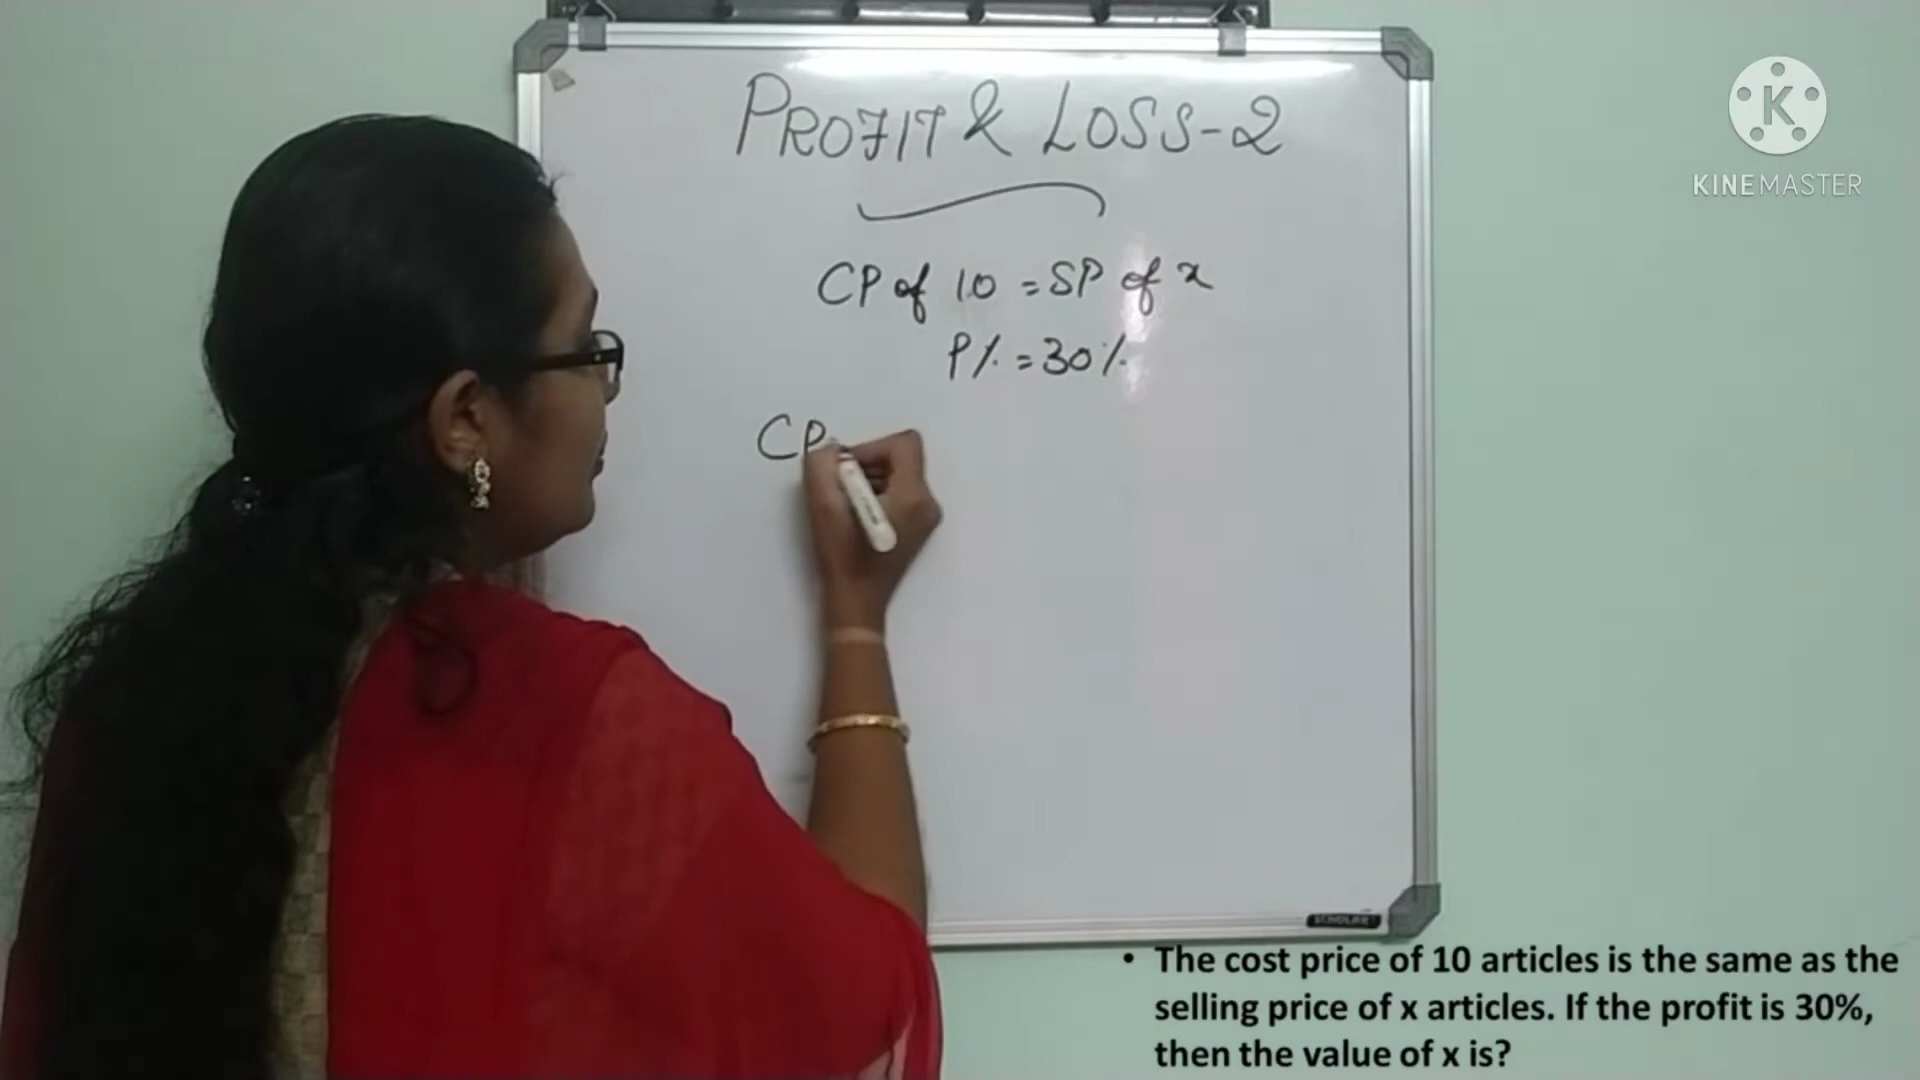 PROFIT & LOSS-2
KINEMASTER
CP of 10 = SP of x
P% = 30%
CP
• The cost price of 10 articles is the same as the
selling price of x articles. If the profit is 30%,
then the value of x is?